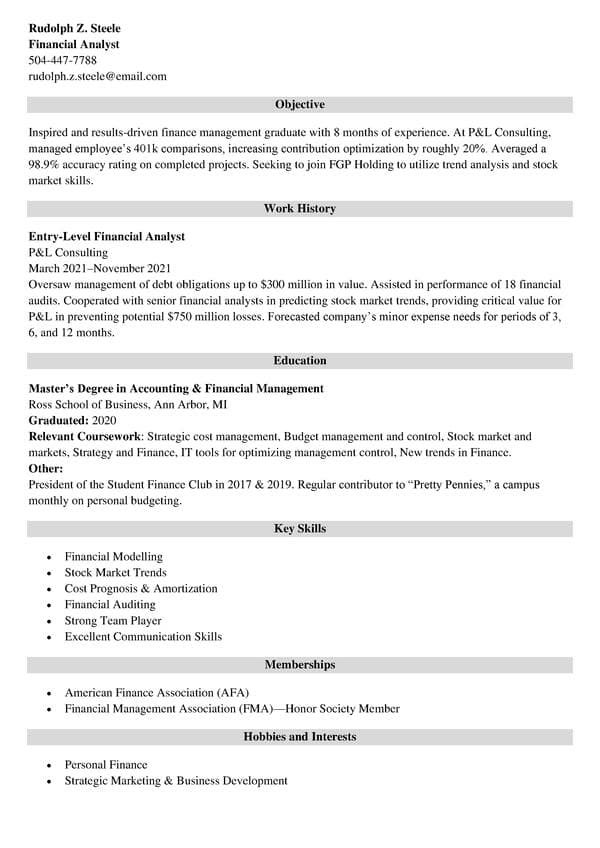 Rudolph Z. Steele
Financial Analyst
504-447-7788
rudolph.z.steele@email.com
Objective
Inspired and results-driven finance management graduate with 8 months of experience. At P&L Consulting,
managed employee's 401k comparisons, increasing contribution optimization by roughly 20%. Averaged a
98.9% accuracy rating on completed projects. Seeking to join FGP Holding to utilize trend analysis and stock
market skills.
Work History
Entry-Level Financial Analyst
P&L Consulting
March 2021–November 2021
Oversaw management of debt obligations up to $300 million in value. Assisted in performance of 18 financial
audits. Cooperated with senior financial analysts in predicting stock market trends, providing critical value for
P&L in preventing potential $750 million losses. Forecasted company's minor expense needs for periods of 3,
6, and 12 months.
Education
Master's Degree in Accounting & Financial Management
Ross School of Business, Ann Arbor, MI
Graduated: 2020
Relevant Coursework: Strategic cost management, Budget management and control, Stock market and
markets, Strategy and Finance, IT tools for optimizing management control, New trends in Finance.
Other:
President of the Student Finance Club in 2017 & 2019. Regular contributor to “Pretty Pennies,” a campus
monthly on personal budgeting.
Key Skills
• Financial Modelling
• Stock Market Trends
• Cost Prognosis & Amortization
• Financial Auditing
• Strong Team Player
• Excellent Communication Skills
Memberships
• American Finance Association (AFA)
• Financial Management Association (FMA)—Honor Society Member
Hobbies and Interests
• Personal Finance
• Strategic Marketing & Business Development